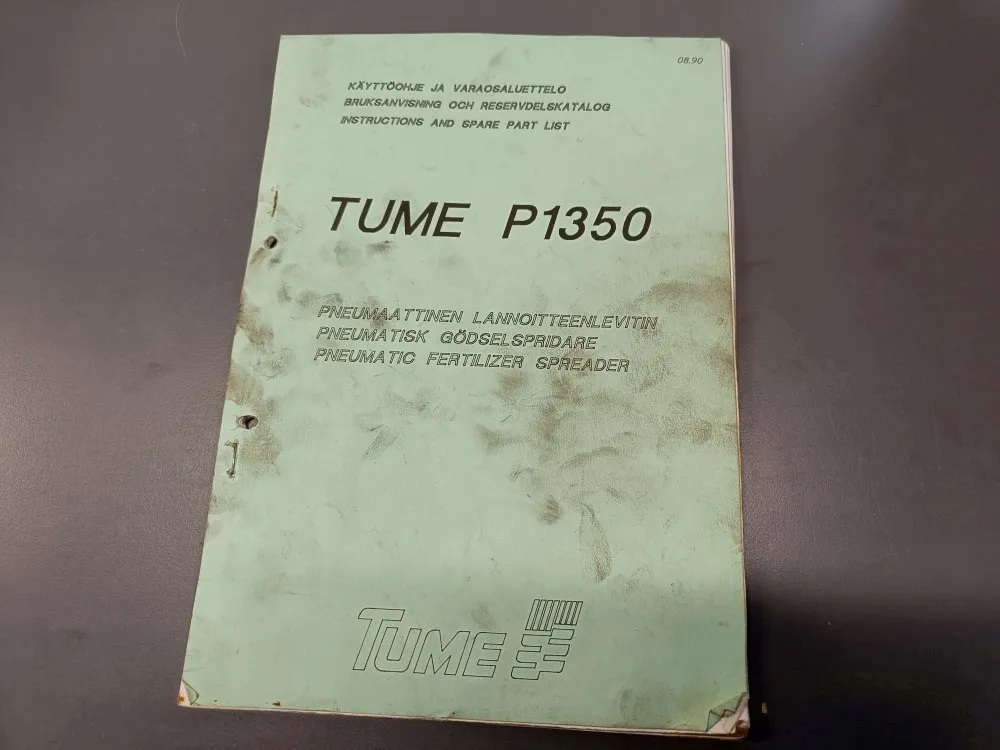 08.90
KÄYTTÖOHJE JA VARAOSALUETTELO
BRUKSANVISNING OCH RESERVDELSKATALOG
INSTRUCTIONS AND SPARE PART LIST
TUME P1350
PNEUMAATTINEN LANNOITTEENLEVITIN
PNEUMATISK GÖDSELSPRIDARE
PNEUMATIC FERTILIZER SPREADER
TUME